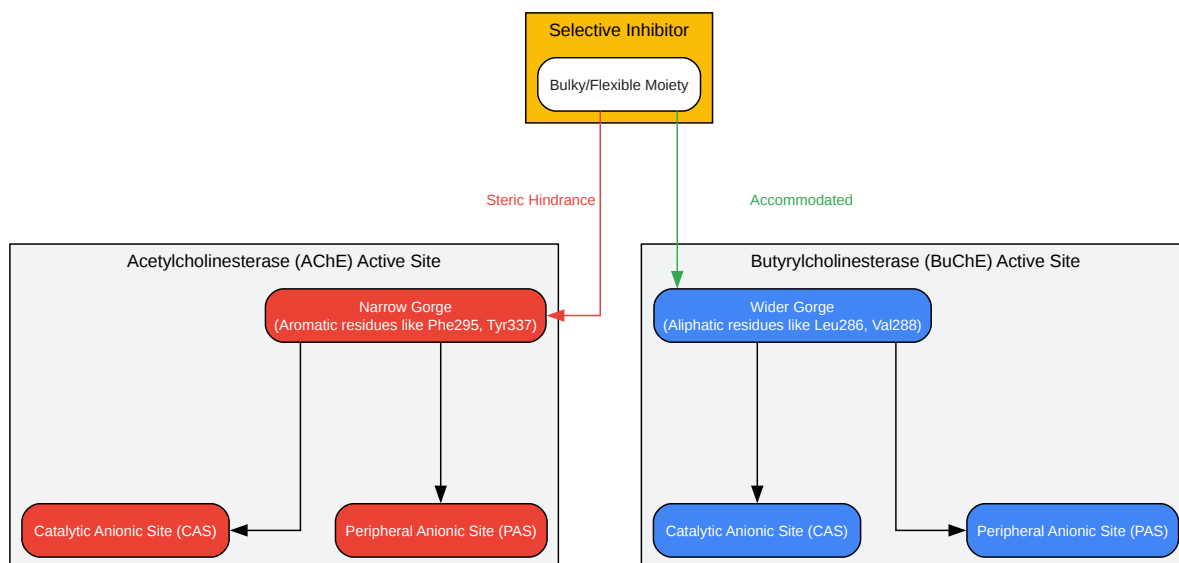 Selective Inhibitor
Bulky/Flexible Moiety
Steric Hindrance
Accommodated
Acetylcholinesterase (AChE) Active Site
Narrow Gorge
(Aromatic residues like Phe295, Tyr337)
Catalytic Anionic Site (CAS)
Peripheral Anionic Site (PAS)
Butyrylcholinesterase (BuChE) Active Site
Wider Gorge
(Aliphatic residues like Leu286, Val288)
Catalytic Anionic Site (CAS)
Peripheral Anionic Site (PAS)